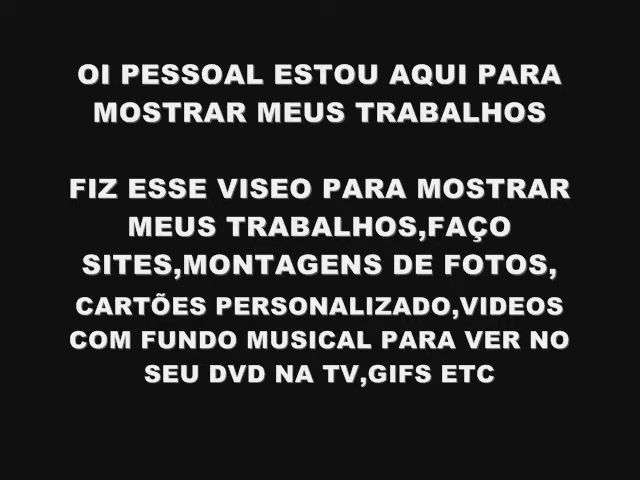 OI PESSOAL ESTOU AQUI PARA
MOSTRAR MEUS TRABALHOS
FIZ ESSE VISEO PARA MOSTRAR
MEUS TRABALHOS,FAÇO
SITES,MONTAGENS DE FOTOS,
CARTÕES PERSONALIZADO,VIDEOS
COM FUNDO MUSICAL PARA VER NO
SEU DVD NA TV,GIFS ETC